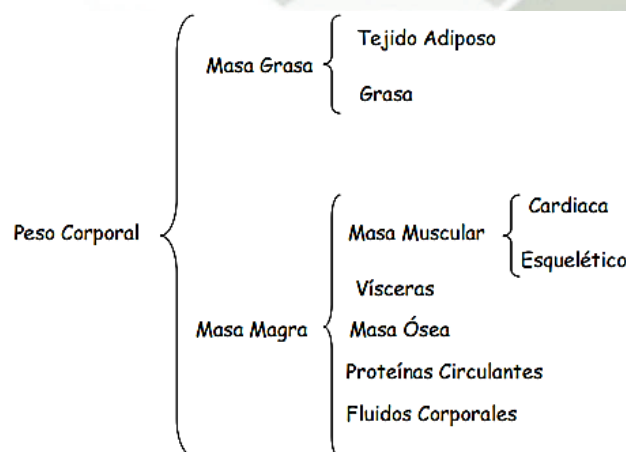 Peso Corporal
Masa Grasa
Tejido Adiposo
Grasa
Masa Magra
Masa Muscular
Cardiaca
Esquelético
Vísceras
Masa Ósea
Proteínas Circulantes
Fluidos Corporales